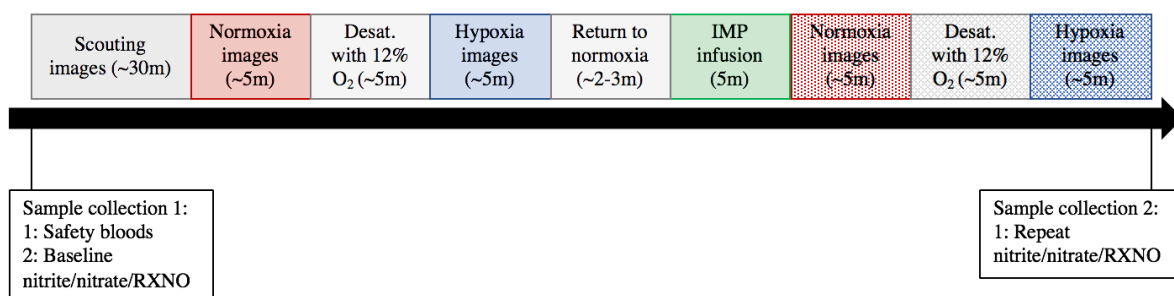 Scouting
images (~30m)
Normoxia
images
(~5m)
Desat.
with 12%
O₂ (~5m)
Hypoxia
images
(~5m)
Return to
normoxia
(~2-3m)
IMP
infusion
(5m)
Normoxia
images
(~5m)
Desat.
with 12%
O₂ (~5m)
Hypoxia
images
(~5m)
Sample collection 1:
1: Safety bloods
2: Baseline
nitrite/nitrate/RXNO
Sample collection 2:
1: Repeat
nitrite/nitrate/RXNO